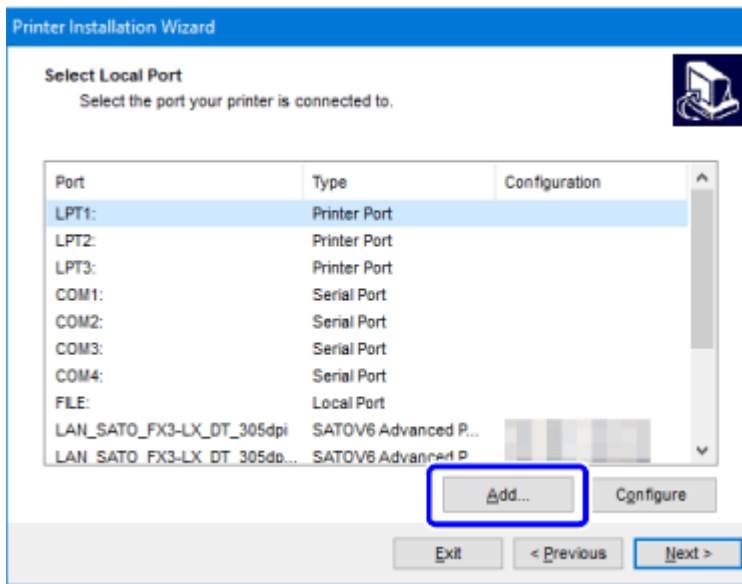 Printer Installation Wizard
Select Local Port
Select the port your printer is connected to.
Port Type Configuration
LPT1: Printer Port
LPT2: Printer Port
LPT3: Printer Port
COM1: Serial Port
COM2: Serial Port
COM3: Serial Port
COM4: Serial Port
FILE: Local Port
LAN_SATO_FX3-LX_DT_305dpi SATOV6 Advanced P...
LAN_SATO_FX3-LX_DT_305dp... SATOV6 Advanced P
Add... Configure
Exit < Previous Next >